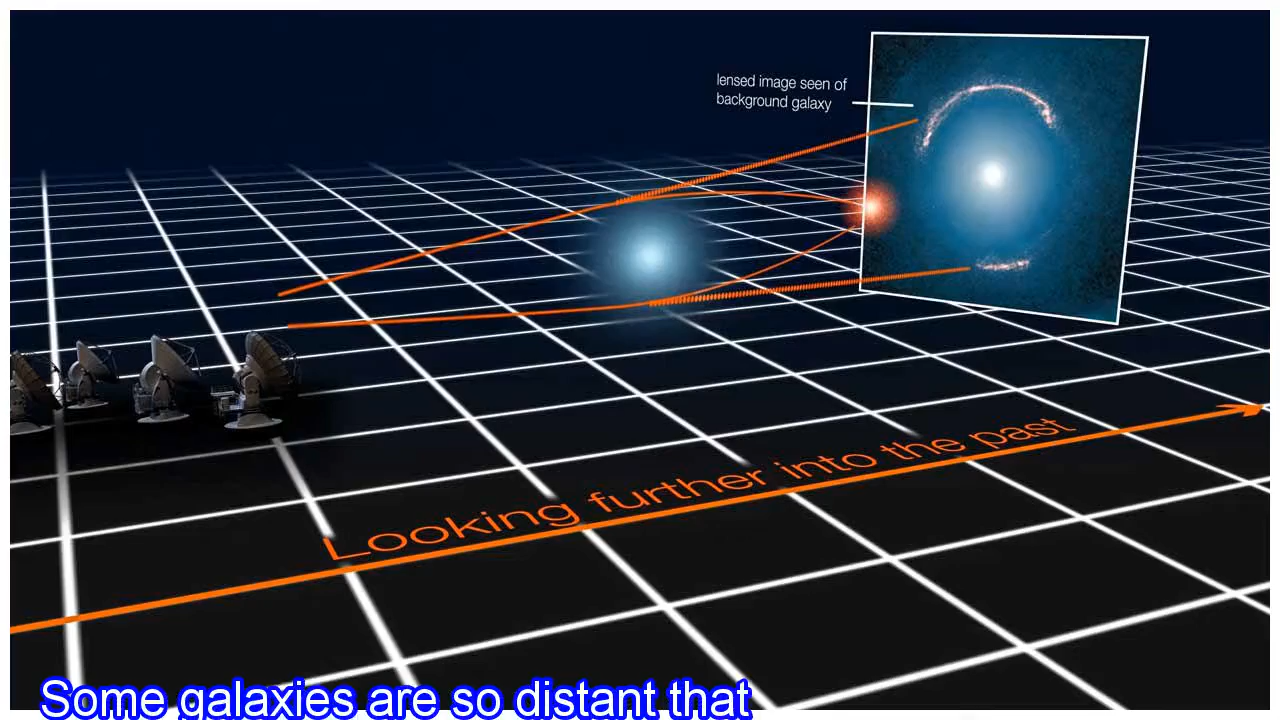 lensed image seen of
background galaxy
Looking further into the past
Some galaxies are so distant that